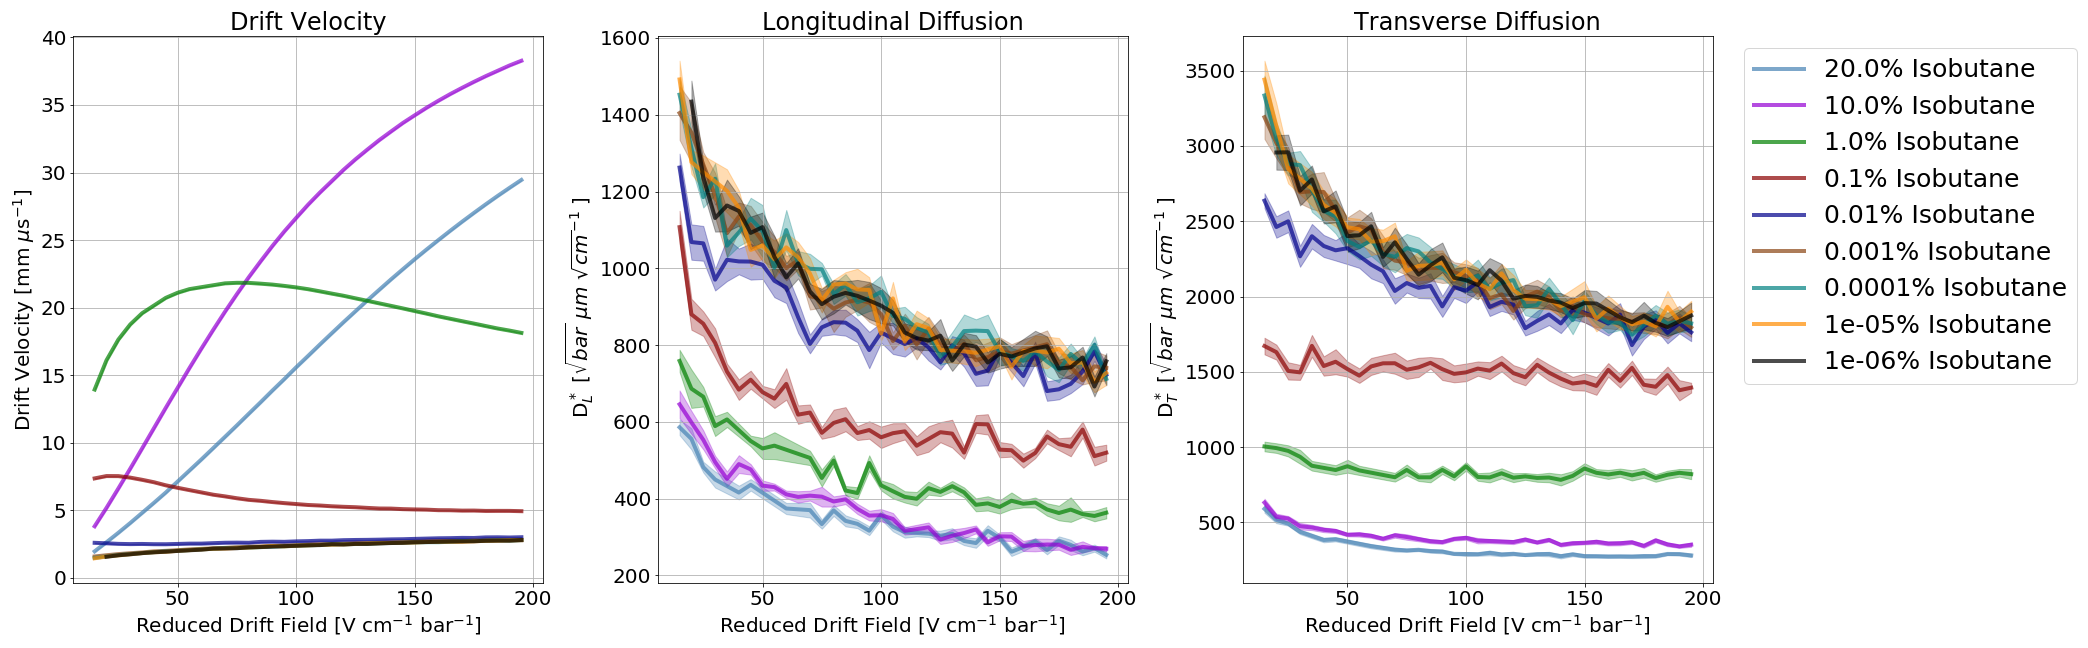 Drift Velocity
Drift Velocity [mm μs⁻¹]
40
35
30
25
20
15
10
5
0
50 100 150 200
Reduced Drift Field [V cm⁻¹ bar⁻¹]
Longitudinal Diffusion
D*L [√bar μm √cm⁻¹ ]
1600
1400
1200
1000
800
600
400
200
50 100 150 200
Reduced Drift Field [V cm⁻¹ bar⁻¹]
Transverse Diffusion
D*T [√bar μm √cm⁻¹ ]
3500
3000
2500
2000
1500
1000
500
50 100 150 200
Reduced Drift Field [V cm⁻¹ bar⁻¹]
20.0% Isobutane
10.0% Isobutane
1.0% Isobutane
0.1% Isobutane
0.01% Isobutane
0.001% Isobutane
0.0001% Isobutane
1e-05% Isobutane
1e-06% Isobutane